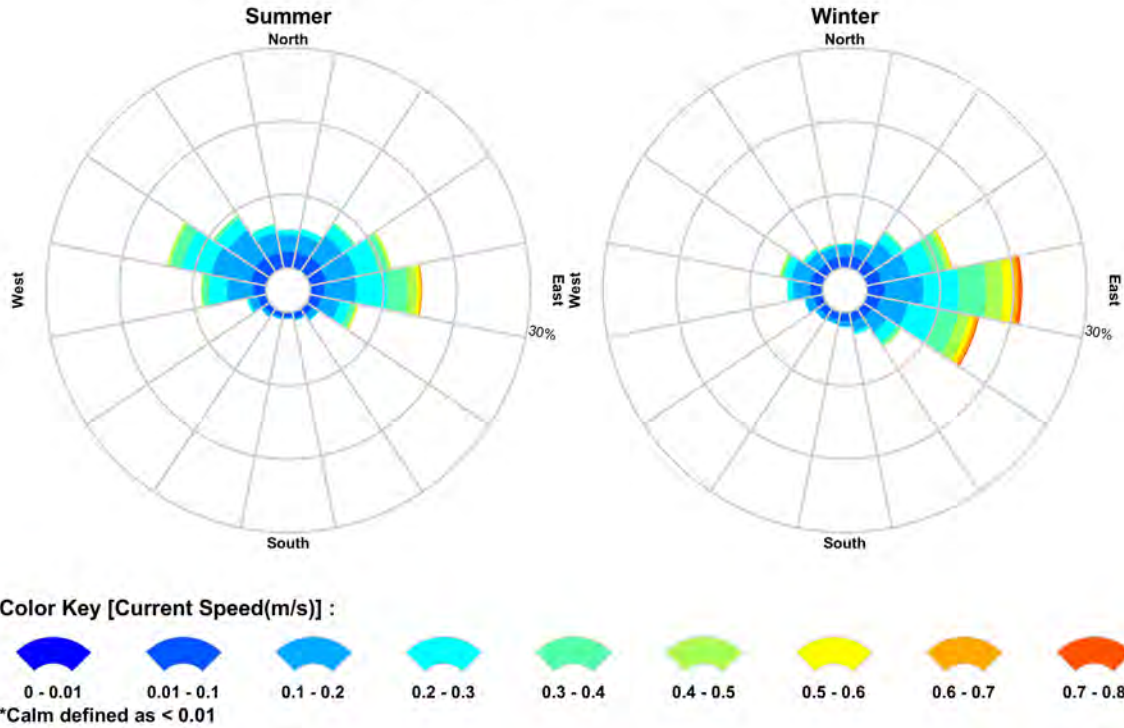 Summer
North
West
East
30%
South
Winter
North
West
East
30%
South
Color Key [Current Speed(m/s)] :
0 - 0.01 0.01 - 0.1 0.1 - 0.2 0.2 - 0.3 0.3 - 0.4 0.4 - 0.5 0.5 - 0.6 0.6 - 0.7 0.7 - 0.8
*Calm defined as < 0.01